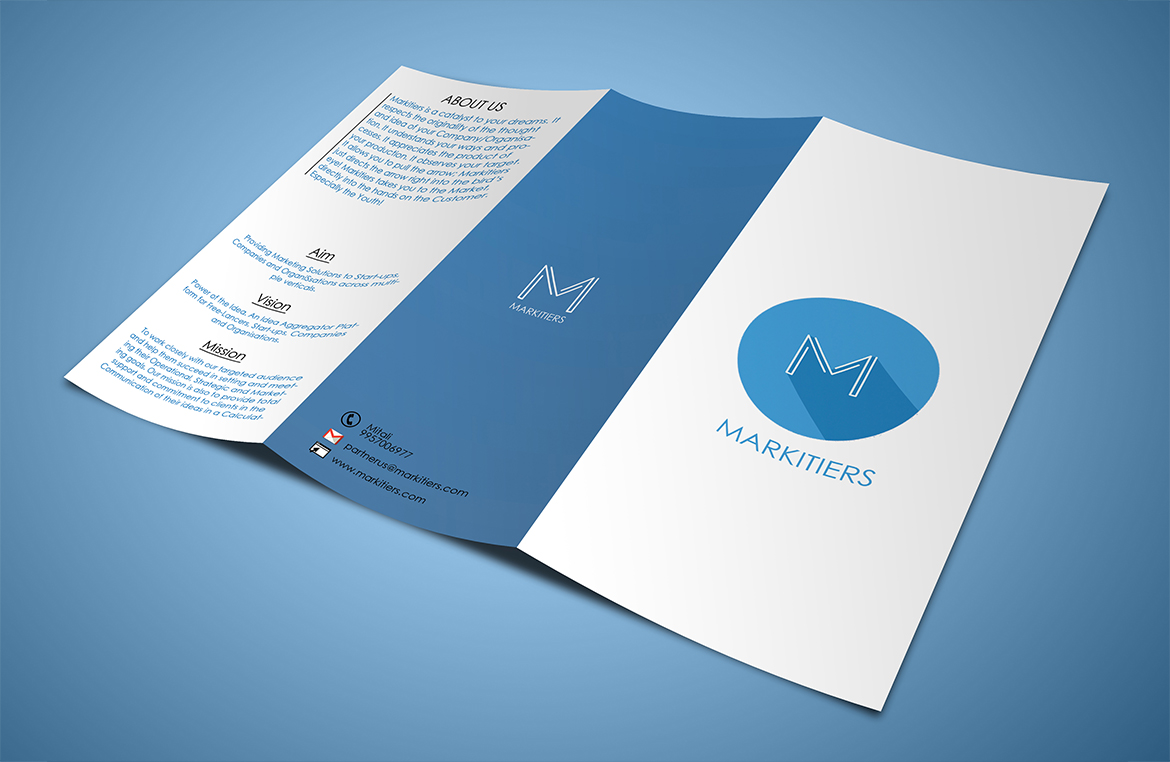 ABOUT US
Markitiers is a catalyst to your dreams. It
respects the originality of the thought
and idea of your Company/Organisa-
tion. It understands your ways and pro-
cesses. It appreciates the product of
your production. It observes your target.
It allows you to pull the arrow; Markitiers
just directs the arrow right into the bird's
eye! Markitiers takes you to the Market,
directly into the hands on the Customer.
Especially the Youth!
Aim
Providing Marketing Solutions to Start-ups,
Companies and Organi5sations across multi-
ple verticals.
Vision
Power of the Idea. An Idea Aggregator Plat-
form for Free-Lancers, Start-ups, Companies
and Organisations.
Mission
To work closely with our targeted audience
and help them succeed in setting and meet-
ing their Operational, Strategic and Market-
ing goals. Our mission is also to provide total
support and commitment to clients in the
Communication of their ideas in a Calculat-
M
MARKITIERS
Mitali
9957006977
partnerus@markitiers.com
www.markitiers.com
M
MARKITIERS